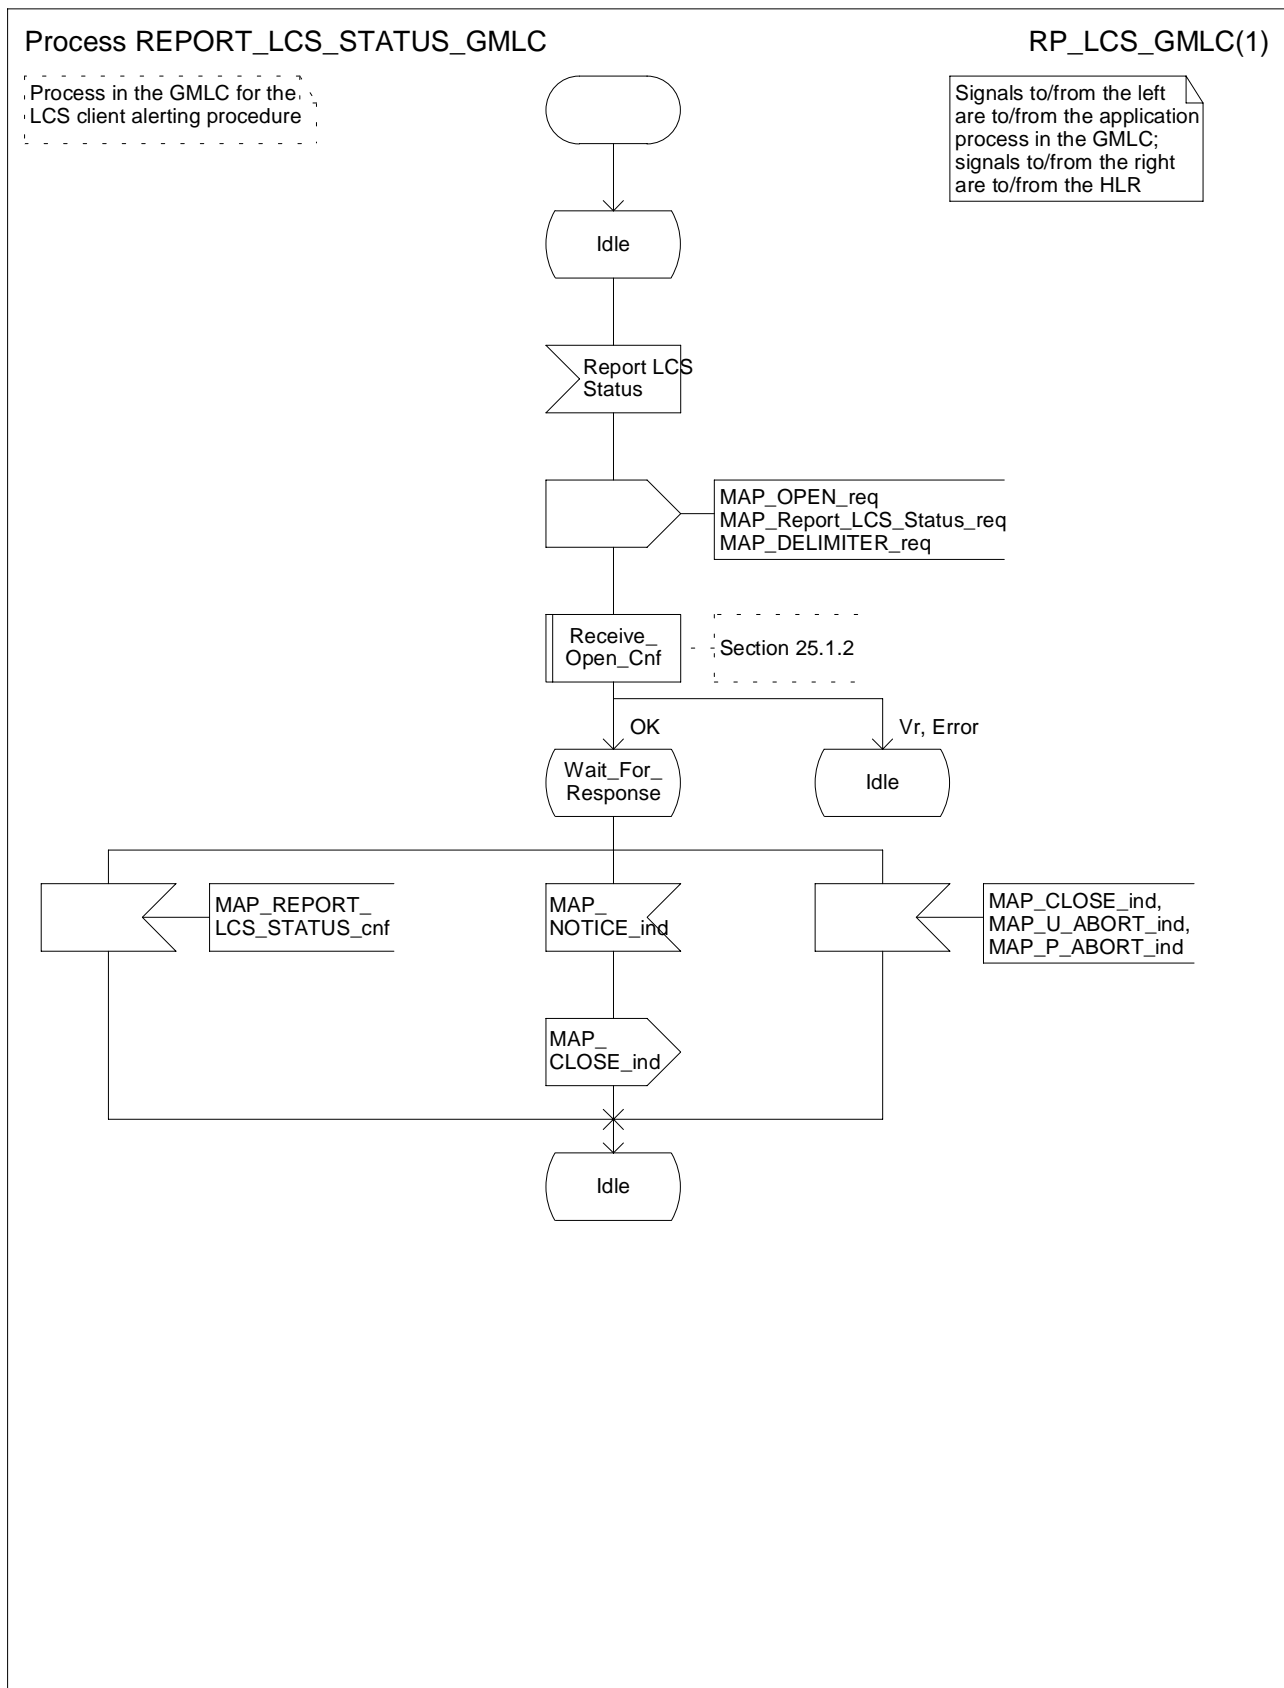 Process REPORT_LCS_STATUS_GMLC
RP_LCS_GMLC(1)
Process in the GMLC for the
LCS client alerting procedure
Signals to/from the left
are to/from the application
process in the GMLC;
signals to/from the right
are to/from the HLR
Idle
Report LCS
Status
MAP_OPEN_req
MAP_Report_LCS_Status_req
MAP_DELIMITER_req
Receive_
Open_Cnf
Section 25.1.2
OK
Vr, Error
Wait_For_
Response
Idle
MAP_REPORT_
LCS_STATUS_cnf
MAP_
NOTICE_ind
MAP_CLOSE_ind,
MAP_U_ABORT_ind,
MAP_P_ABORT_ind
MAP_
CLOSE_ind
Idle